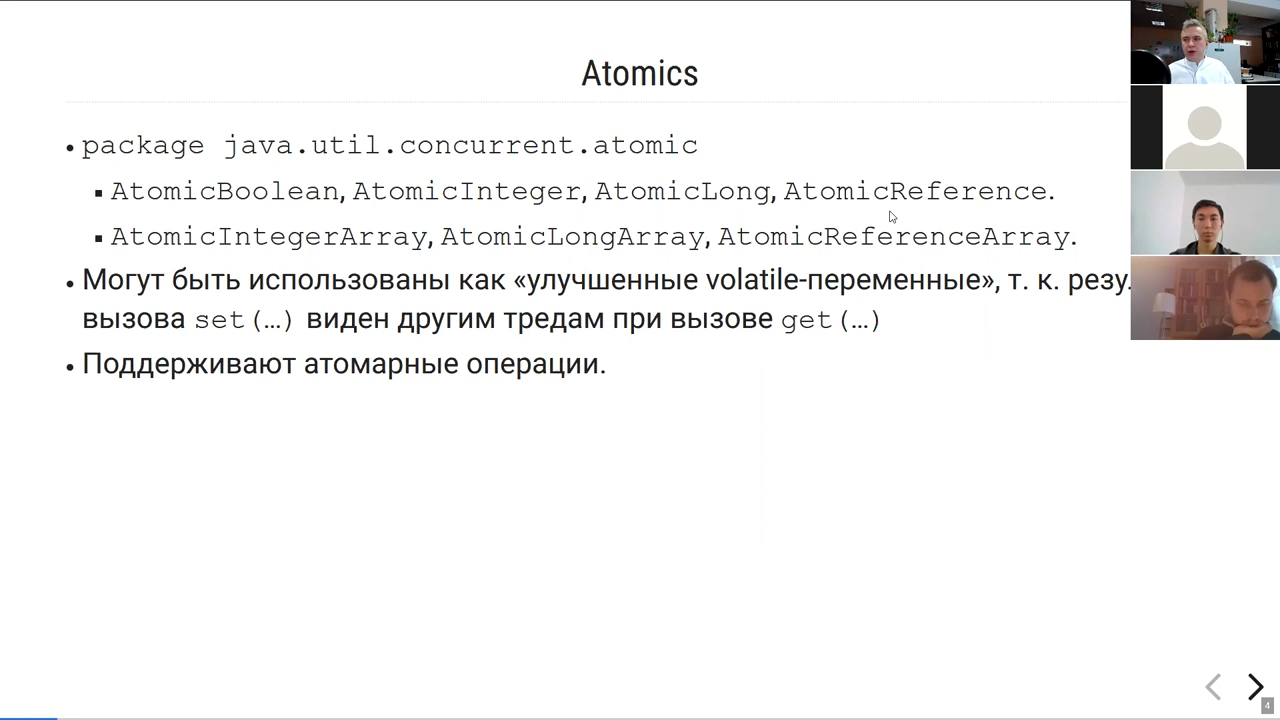 Atomics
package java.util.concurrent.atomic
AtomicBoolean, AtomicInteger, AtomicLong, AtomicReference.
AtomicIntegerArray, AtomicLongArray, AtomicReferenceArray.
Могут быть использованы как «улучшенные volatile-переменные», т. к.
вызова set(…) виден другим тредам при вызове get(…)
Поддерживают атомарные операции.
4